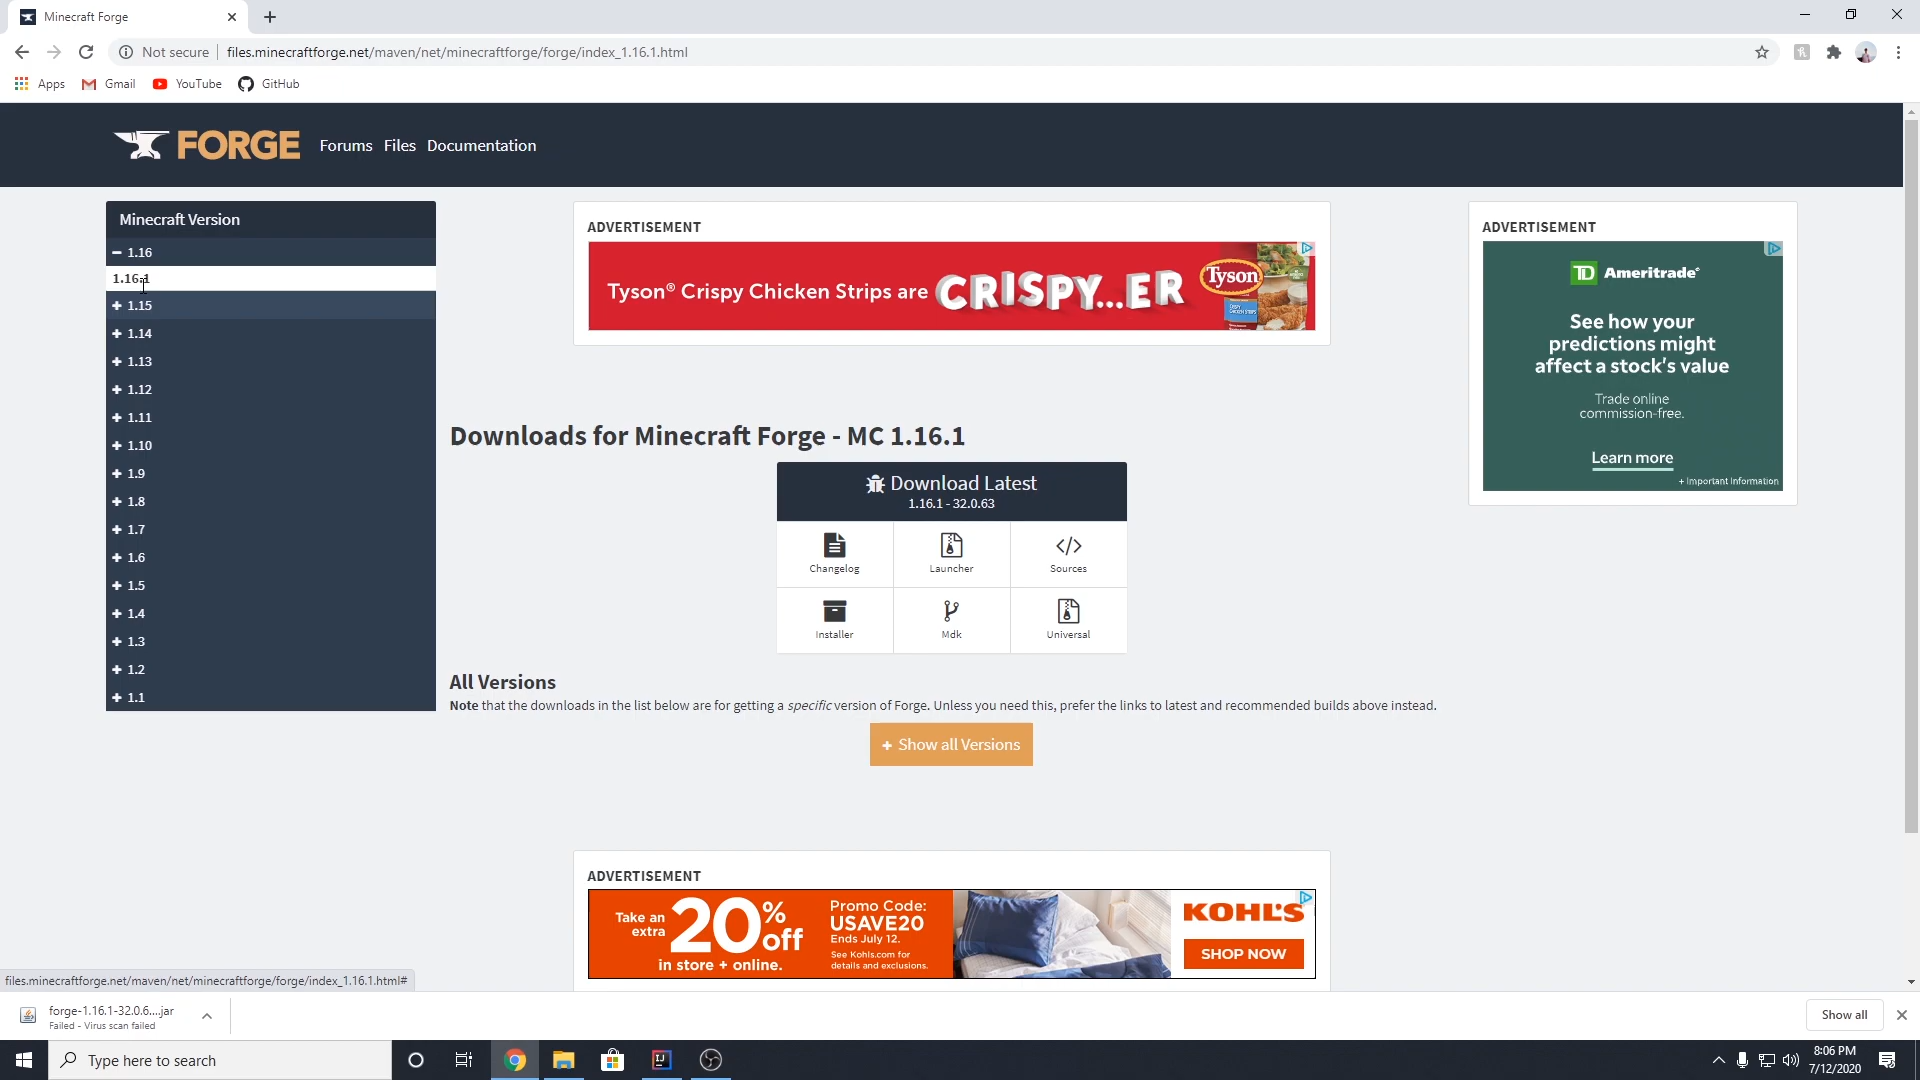 Minecraft Forge
Not secure
files.minecraftforge.net/maven/net/minecraftforge/forge/index_1.16.1.html
Apps
Gmail
YouTube
GitHub
FORGE
Forums
Files
Documentation
Minecraft Version
1.16
1.16.1
1.15
1.14
1.13
1.12
1.11
1.10
1.9
1.8
1.7
1.6
1.5
1.4
1.3
1.2
1.1
ADVERTISEMENT
Tyson® Crispy Chicken Strips are CRISPY...ER
Tyson
ADVERTISEMENT
TD Ameritrade®
See how your
predictions might
affect a stock's value
Trade online
commission-free.
Learn more
+ Important Information
Downloads for Minecraft Forge - MC 1.16.1
Download Latest
1.16.1 - 32.0.63
Changelog
Launcher
Sources
Installer
Mdk
Universal
All Versions
Note that the downloads in the list below are for getting a specific version of Forge. Unless you need this, prefer the links to latest and recommended builds above instead.
+ Show all Versions
ADVERTISEMENT
Take an
extra
20% off
in store + online.
Promo Code:
USAVE20
Ends July 12.
See Kohls.com for
details and exclusions.
KOHL'S
SHOP NOW
files.minecraftforge.net/maven/net/minecraftforge/forge/index_1.16.1.html#
forge-1.16.1-32.0.6....jar
Failed - Virus scan failed
Show all
Type here to search
IJ
8:06 PM
7/12/2020